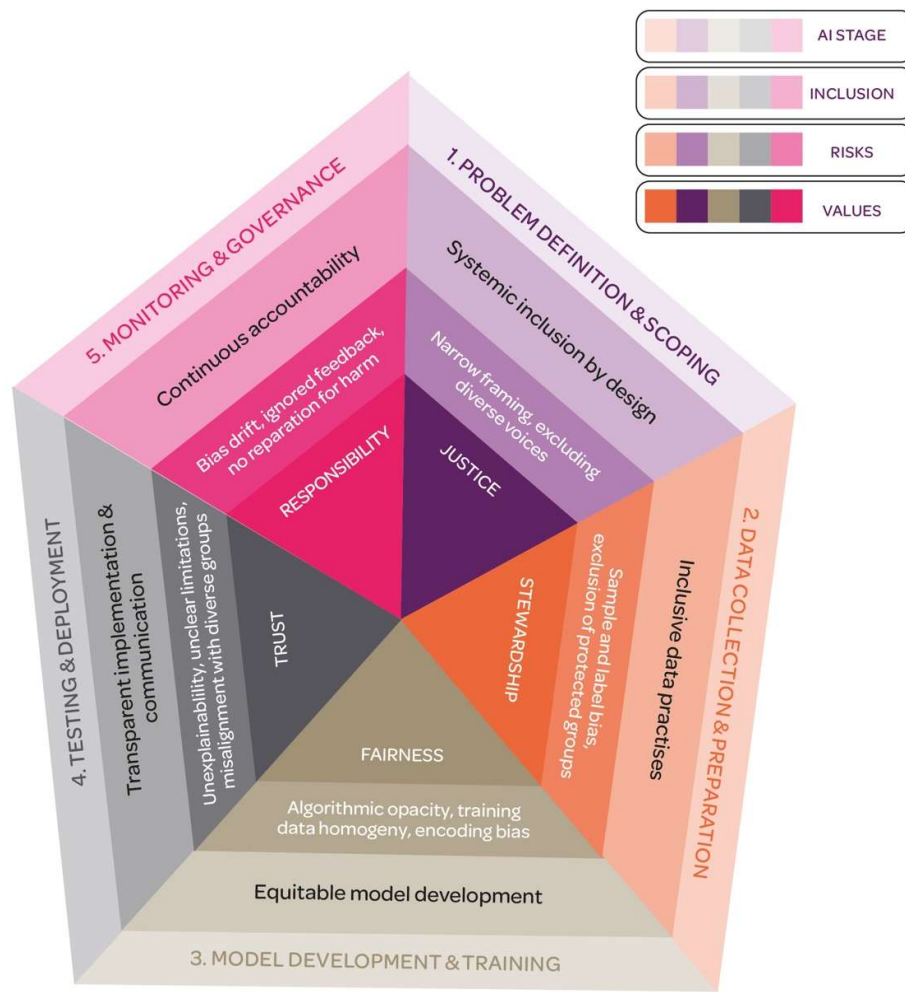 AI STAGE
INCLUSION
RISKS
VALUES
1. PROBLEM DEFINITION & SCOPING
Systemic inclusion by design
Narrow framing, excluding
diverse voices
JUSTICE
2. DATA COLLECTION & PREPARATION
Inclusive data practises
Sample and label bias,
exclusion of protected groups
STEWARDSHIP
3. MODEL DEVELOPMENT & TRAINING
Equitable model development
Algorithmic opacity, training
data homogeny, encoding bias
FAIRNESS
4. TESTING & DEPLOYMENT
Transparent implementation &
communication
Unexplainablility, unclear limitations,
misalignment with diverse groups
TRUST
5. MONITORING & GOVERNANCE
Continuous accountability
Bias drift, ignored feedback,
no reparation for harm
RESPONSIBILITY